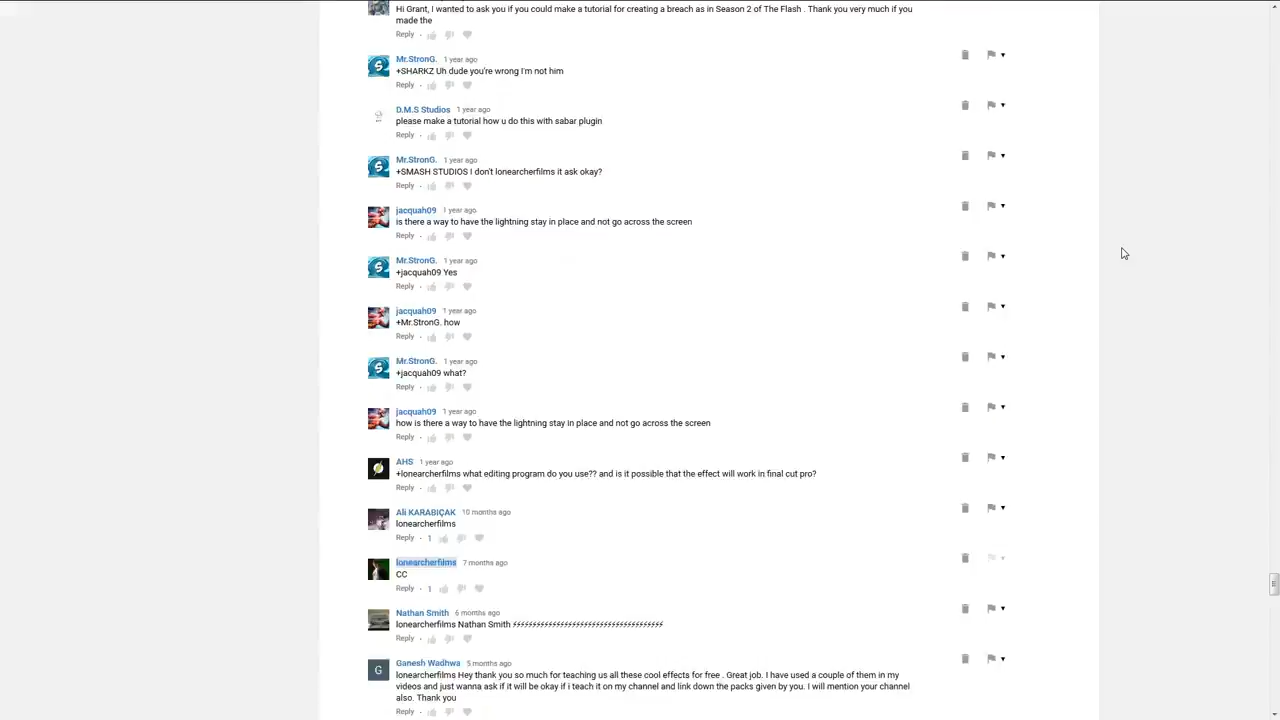 Hi Grant, I wanted to ask you if you could make a tutorial for creating a breach as in Season 2 of The Flash . Thank you very much if you
made the
Reply
Mr.StronG. 1 year ago
+SHARKZ Uh dude you're wrong I'm not him
Reply
D.M.S Studios 1 year ago
please make a tutorial how u do this with sabar plugin
Reply
Mr.StronG. 1 year ago
+SMASH STUDIOS I don't lonearcherfilms it ask okay?
Reply
jacquah09 1 year ago
is there a way to have the lightning stay in place and not go across the screen
Reply
Mr.StronG. 1 year ago
+jacquah09 Yes
Reply
jacquah09 1 year ago
+Mr.StronG. how
Reply
Mr.StronG. 1 year ago
+jacquah09 what?
Reply
jacquah09 1 year ago
how is there a way to have the lightning stay in place and not go across the screen
Reply
AHS 1 year ago
+lonearcherfilms what editing program do you use?? and is it possible that the effect will work in final cut pro?
Reply
Ali KARABIÇAK 10 months ago
lonearcherfilms
Reply 1
lonearcherfilms 7 months ago
CC
Reply 1
Nathan Smith 6 months ago
lonearcherfilms Nathan Smith
Reply
G Ganesh Wadhwa 5 months ago
lonearcherfilms Hey thank you so much for teaching us all these cool effects for free . Great job. I have used a couple of them in my
videos and just wanna ask if it will be okay if i teach it on my channel and link down the packs given by you. I will mention your channel
also. Thank you
Reply